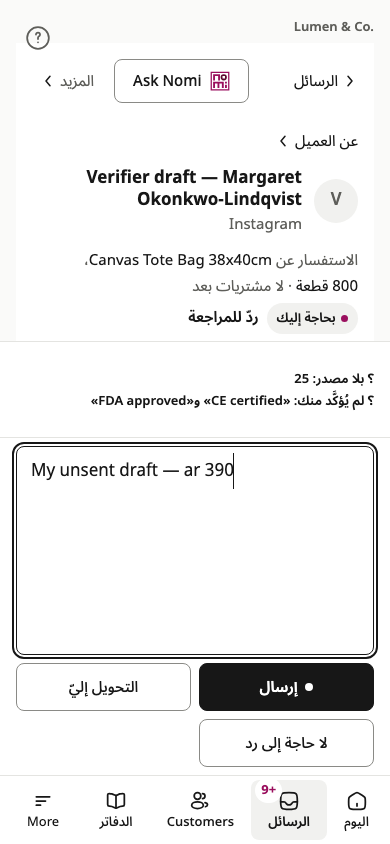 Lumen & Co.
الرسائل
Ask Nomi
المزيد
عن العميل
Verifier draft — Margaret
Okonkwo-Lindqvist
V
Instagram
الاستفسار عن Canvas Tote Bag 38x40cm،
800 قطعة · لا مشتريات بعد
بحاجة إليك
ردّ للمراجعة
؟ بلا مصدر: 25
؟ لم يُؤكَّد منك: «CE certified» و«FDA approved»
My unsent draft — ar 390
إرسال
التحويل إليّ
لا حاجة إلى رد
9+
اليوم
الرسائل
Customers
الدفاتر
More